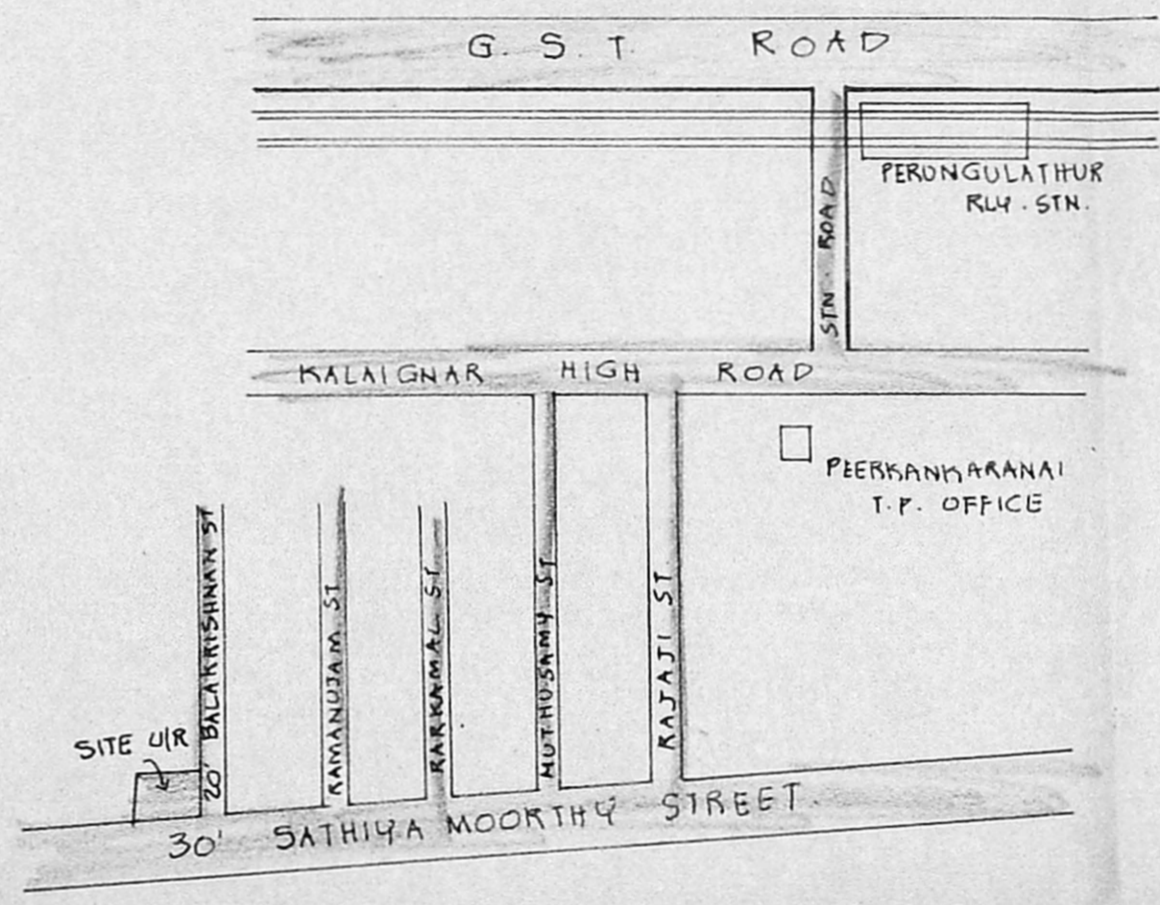 G. S. T. ROAD
PERUNGULATHUR
RLY. STN.
STN. ROAD
KALAIGNAR HIGH ROAD
PEERKANKARANAI
T.P. OFFICE
20' BALAKRISHNAN ST
RAMANUJAM ST
RARKAMAL ST
MUTHUSAMY ST
RAJAJI ST
SITE U/R
30' SATHIYA MOORTHY STREET